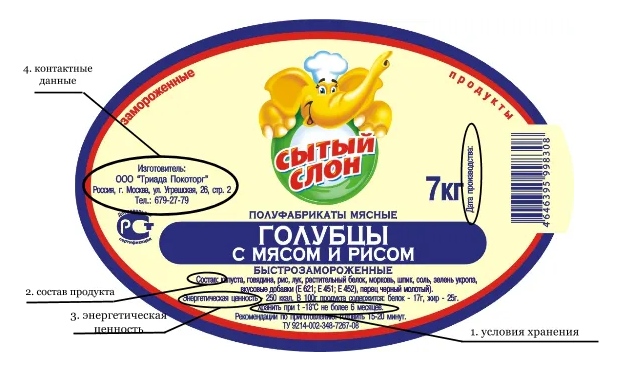 4. контактные
данные
замороженные
продукты
СЫТЫЙ
СЛОН
Изготовитель:
ООО "Триада Покоторг"
Россия, г. Москва, ул. Угрешская, 26, стр. 2
Тел.: 679-27-79
РСТ
сертификации
7кг
Дата производства:
4646395998308
ПОЛУФАБРИКАТЫ МЯСНЫЕ
ГОЛУБЦЫ
С МЯСОМ И РИСОМ
БЫСТРОЗАМОРОЖЕННЫЕ
Состав: капуста, говядина, рис, лук, растительный белок, морковь, шпик, соль, зелень укропа,
вкусовые добавки (Е 621; Е 451; Е 452), перец черный молотый).
Энергетическая ценность 250 ккал. В 100г продукта содержится: белок - 17г, жир - 25г.
Хранить при t -18°С не более 6 месяцев.
Рекомендации по приготовлению: 15-20 минут.
ТУ 9214-002-348-7267-08
2. состав продукта
3. энергетическая
ценность
1. условия хранения